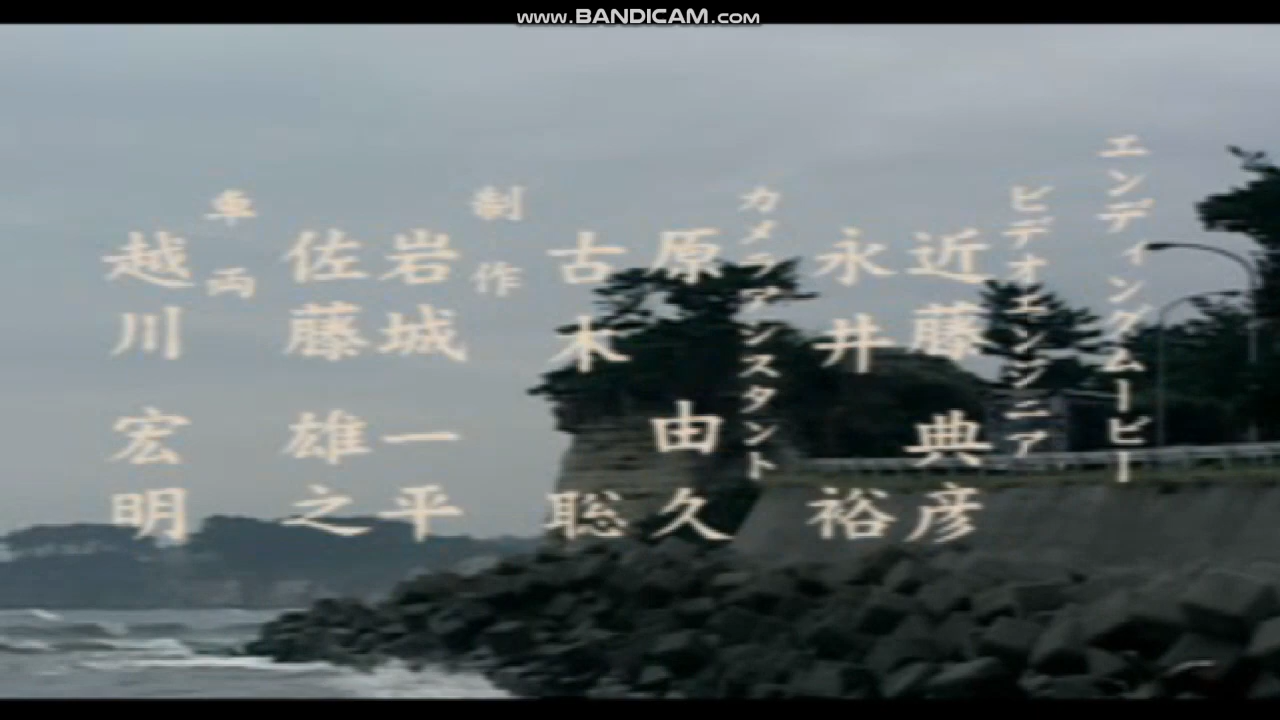 www.BANDICAM.com
エンディングムービー
ビデオエンジニア
近藤典彦
永井裕
カメラアシスタント
原由久
古木聡
制作
岩城一平
佐藤雄之
車両
越川宏明